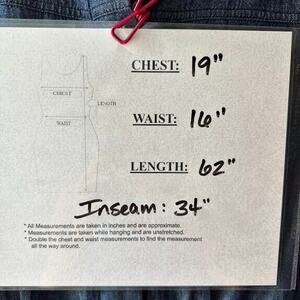 CHEST: 19"
CHEST
LENGTH
WAIST: 16"
WAIST
LENGTH: 62"
Inseam: 34"
* All Measurements are taken in inches and are approximate.
* Measurements are taken while hanging and are unstretched.
* Double the chest and waist measurements to find the measurement
all the way around.